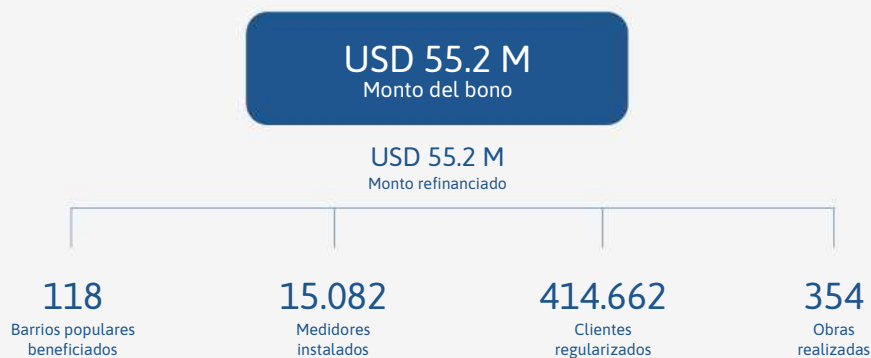 USD 55.2 M
Monto del bono
USD 55.2 M
Monto refinanciado
118
Barrios populares
beneficiados
15.082
Medidores
instalados
414.662
Clientes
regularizados
354
Obras
realizadas